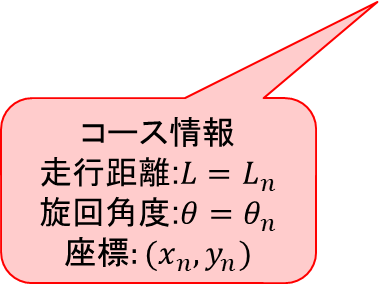 コース情報
走行距離:L = Lₙ
旋回角度:θ = θₙ
座標: (xₙ, yₙ)